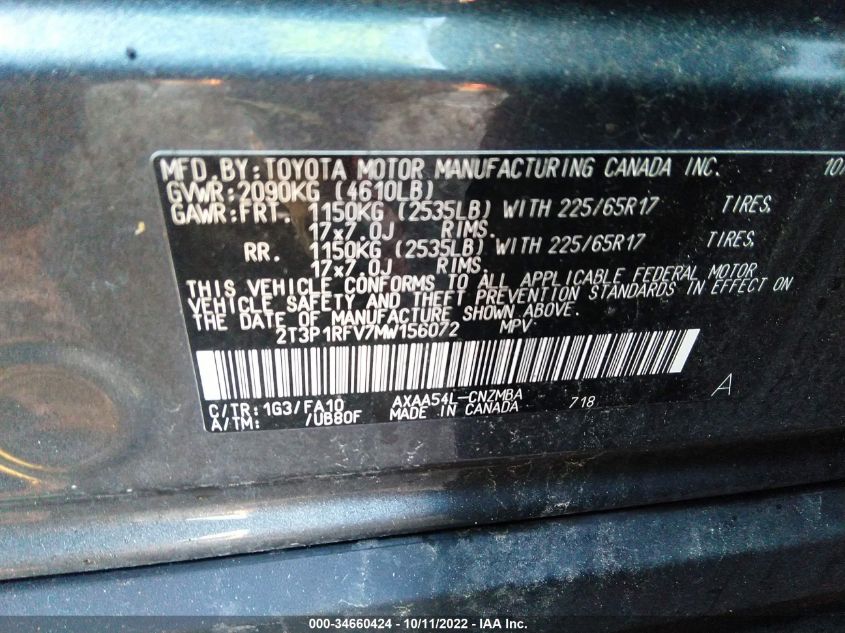 MFD. BY: TOYOTA MOTOR MANUFACTURING CANADA INC. 10/
GVWR: 2090KG (4610LB)
GAWR: FRT. 1150KG (2535LB) WITH 225/65R17 TIRES,
17x7.0J RIMS.
RR. 1150KG (2535LB) WITH 225/65R17 TIRES,
17x7.0J RIMS.
THIS VEHICLE CONFORMS TO ALL APPLICABLE FEDERAL MOTOR
VEHICLE SAFETY AND THEFT PREVENTION STANDARDS IN EFFECT ON
THE DATE OF MANUFACTURE SHOWN ABOVE.
2T3P1RFV7MW156072 MPV
C/TR: 1G3/FA10 AXAA54L-CNZMBA A
A/TM: /UB80F MADE IN CANADA 718
000-34660424 - 10/11/2022 - IAA Inc.